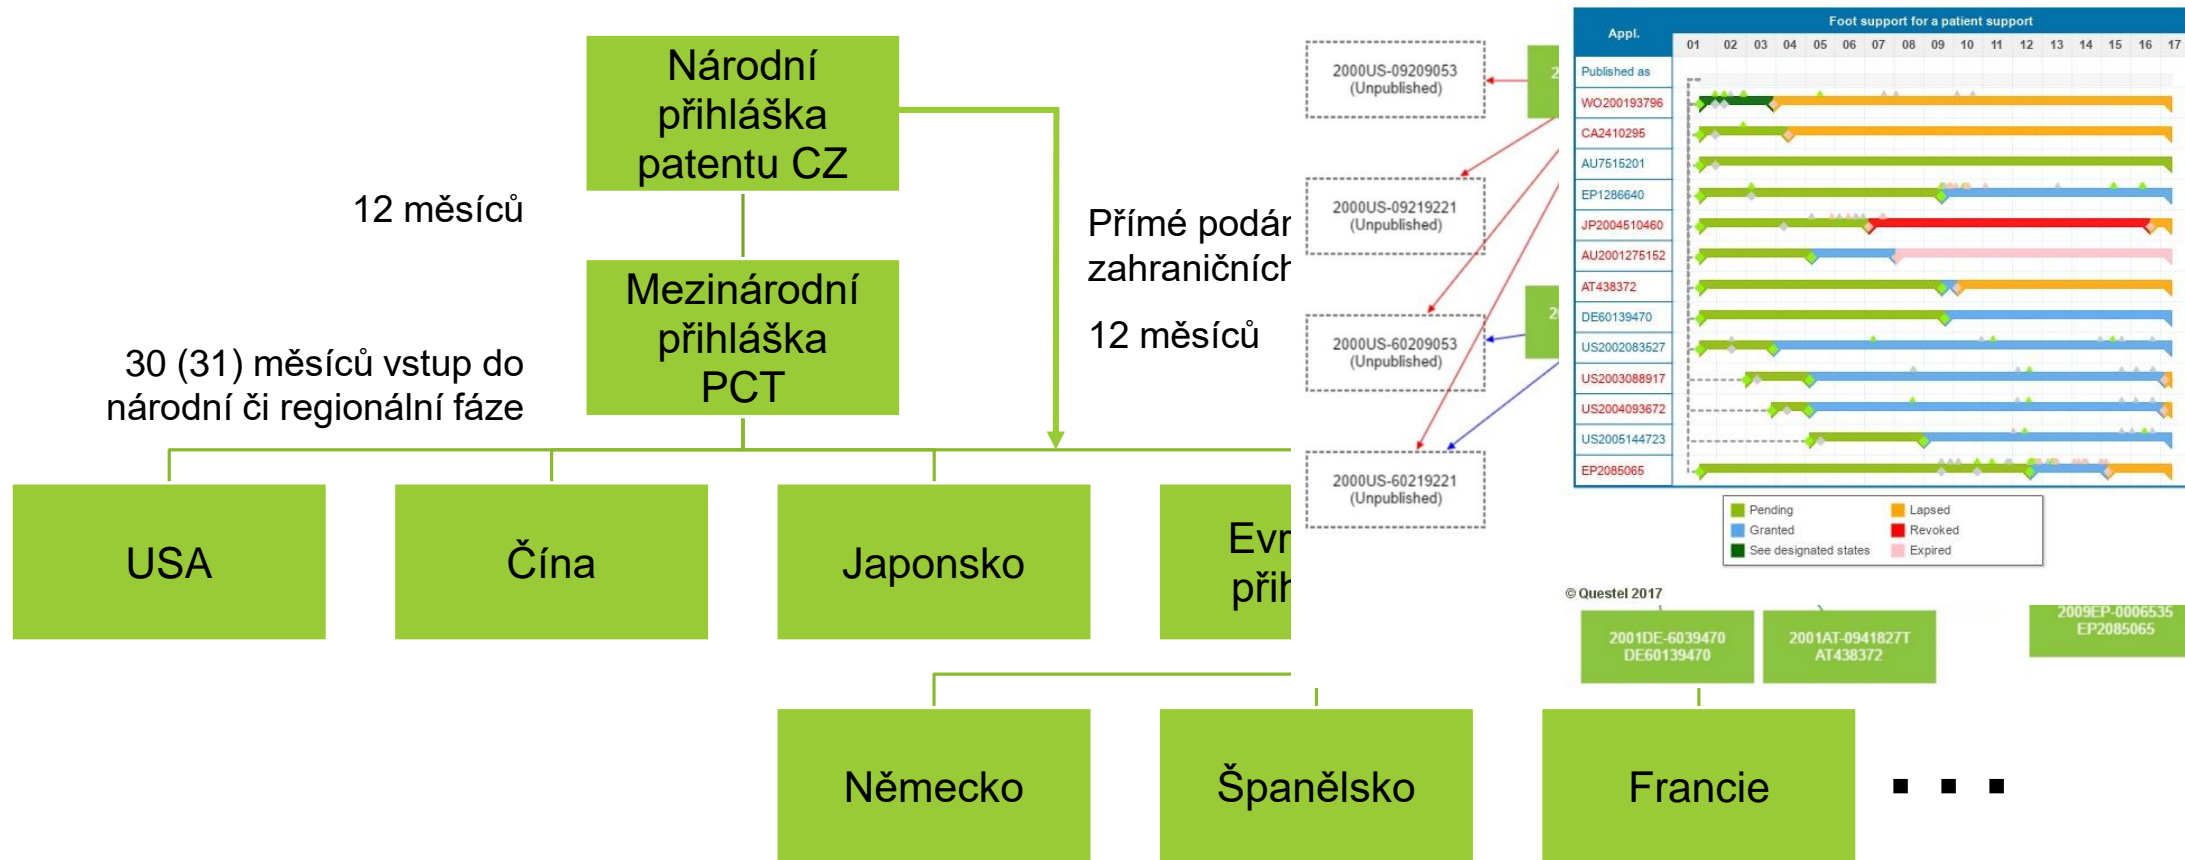 Národní
přihláška
patentu CZ
12 měsíců
Mezinárodní
přihláška
PCT
30 (31) měsíců vstup do
národní či regionální fáze
Přímé
zahraničních
12 měsíců
USA
Čína
Japonsko
Německo
Španělsko
Francie
...
2000US-09209053
(Unpublished)
2000US-09219221
(Unpublished)
2000US-60209053
(Unpublished)
2000US-60219221
(Unpublished)
Appl.
Foot support for a patient support
01 02 03 04 05 06 07 08 09 10 11 12 13 14 15 16 17
Published as
WO200193796
CA2410295
AU7515201
EP1286640
JP2004510460
AU2001275152
AT438372
DE60139470
US2002083527
US2003088917
US2004093672
US2005144723
EP2085065
Pending
Granted
See designated states
Lapsed
Revoked
Expired
© Questel 2017
2001DE-6039470
DE60139470
2001AT-0941827T
AT438372
2009EP-0006535
EP2085065